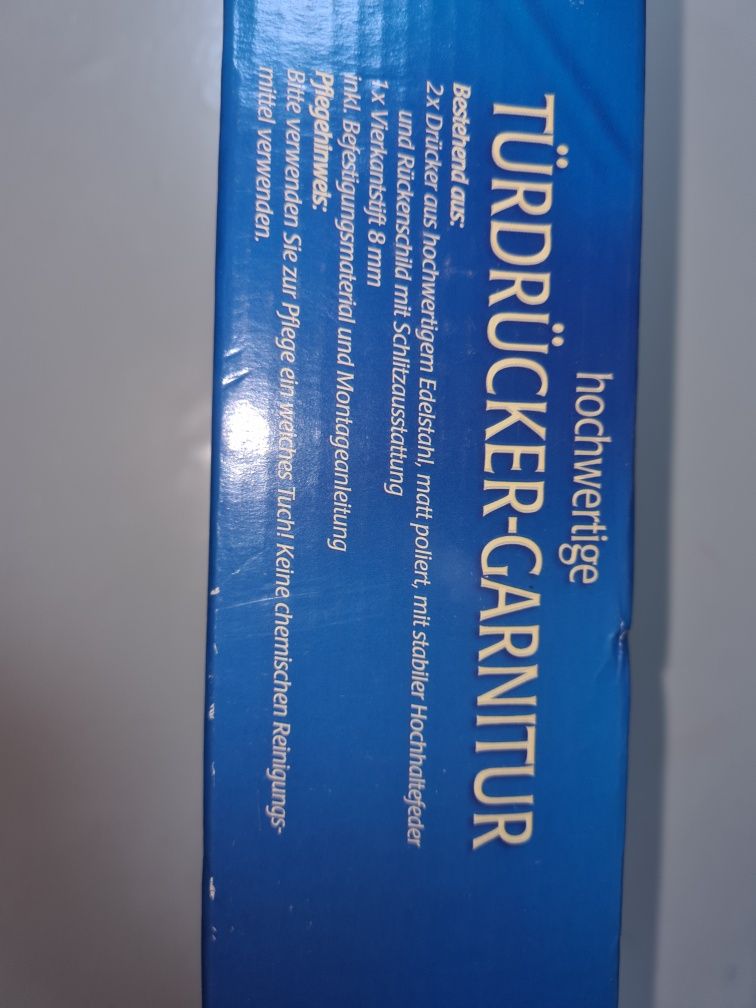 hochwertige
TÜRDRÜCKER-GARNITUR
Bestehend aus:
2 x Drücker aus hochwertigem Edelstahl, matt poliert, mit stabiler Hochhaltefeder
und Rückenschild mit Schlitzausstattung
1 x Vierkantstift 8 mm
inkl. Befestigungsmaterial und Montageanleitung
Pflegehinweis:
Bitte verwenden Sie zur Pflege ein weiches Tuch! Keine chemischen Reinigungs-
mittel verwenden.